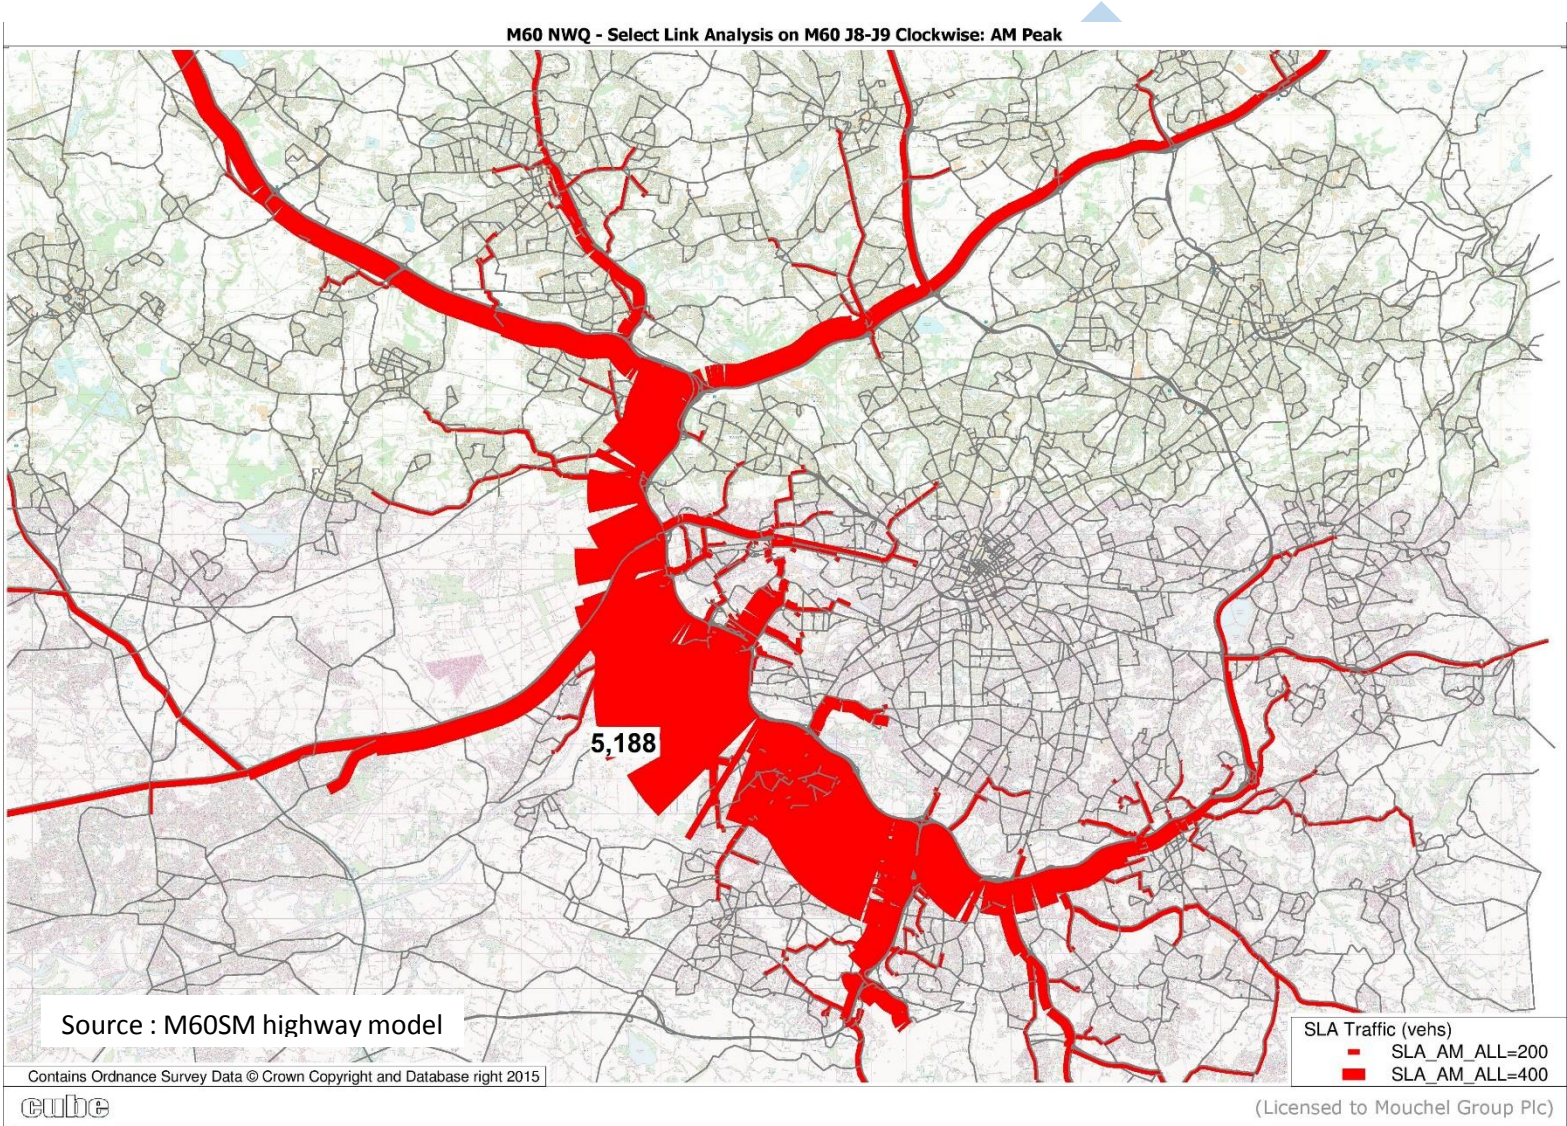 M60 NWQ - Select Link Analysis on M60 J8-J9 Clockwise: AM Peak
5,188
Source : M60SM highway model
SLA Traffic (vehs)
SLA_AM_ALL=200
SLA_AM_ALL=400
Contains Ordnance Survey Data © Crown Copyright and Database right 2015
cube
(Licensed to Mouchel Group Plc)